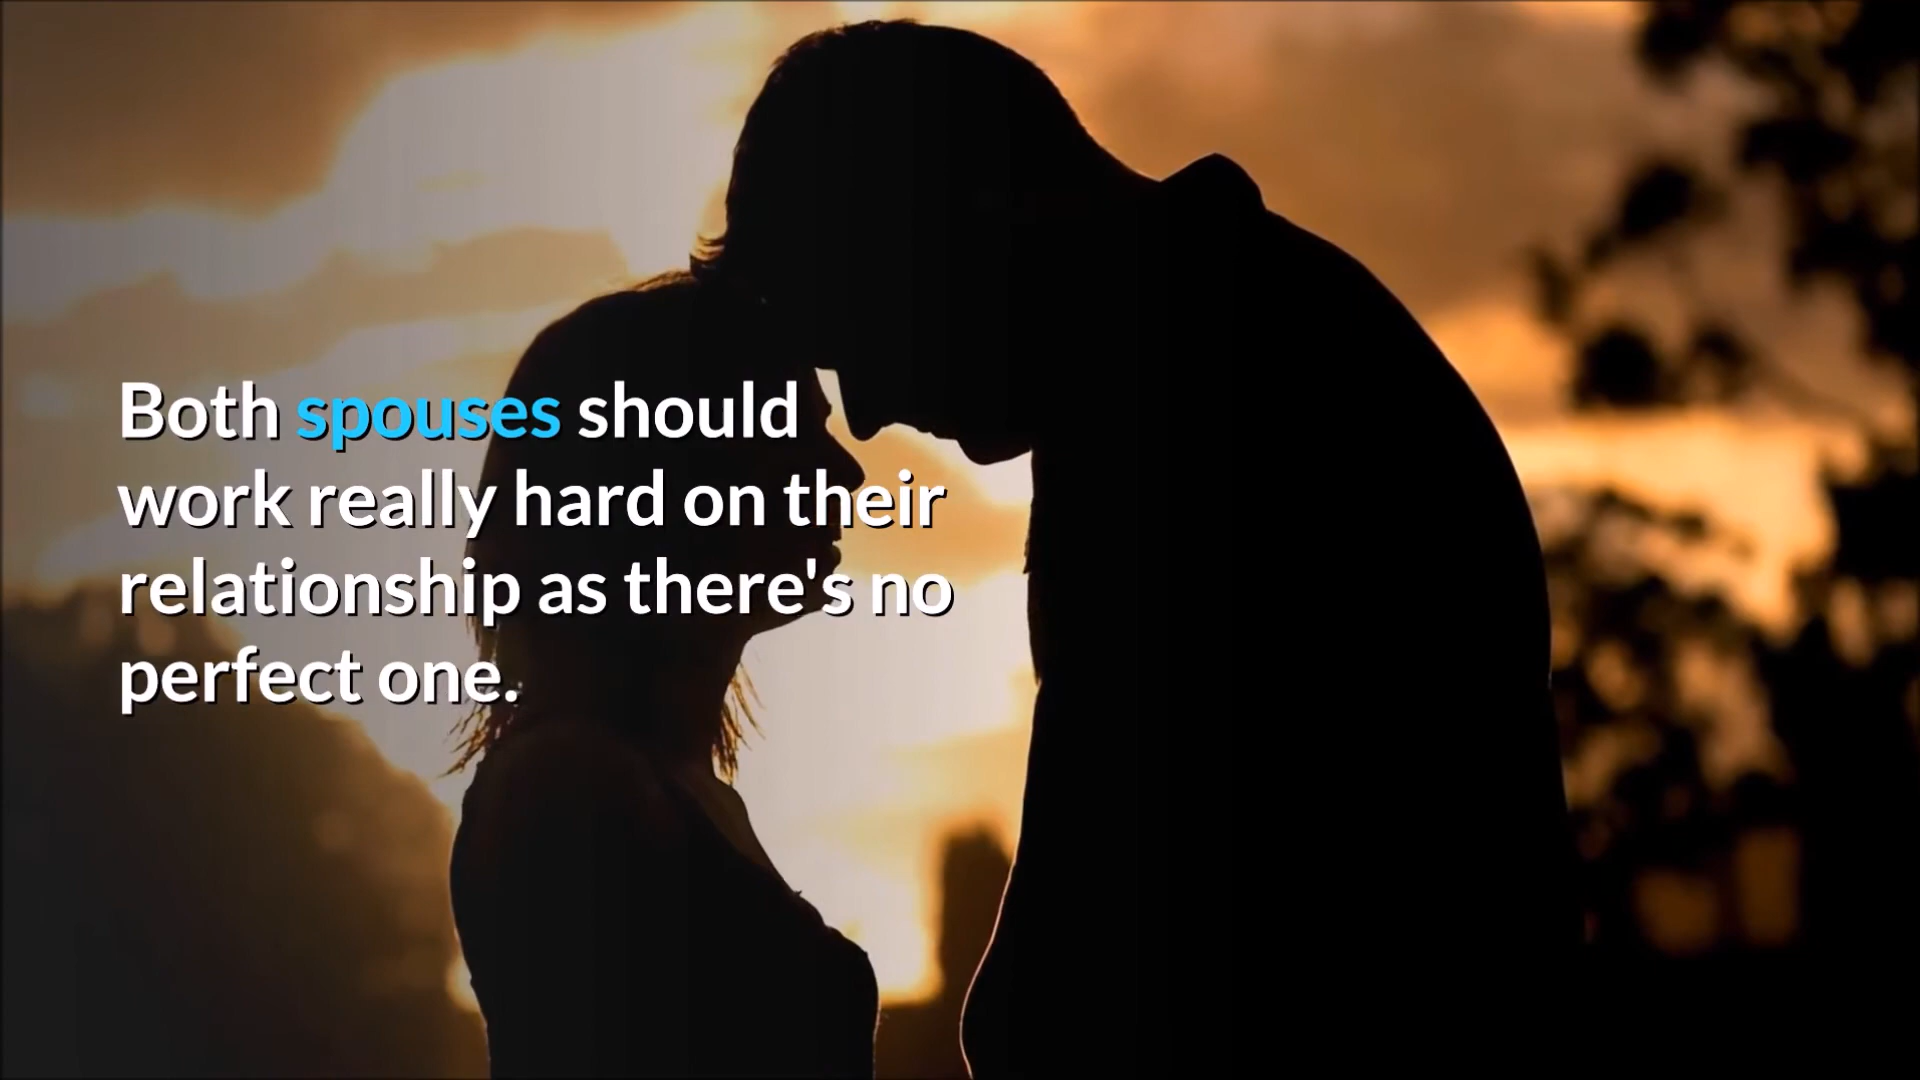 Both spouses should
work really hard on their
relationship as there's no
perfect one.